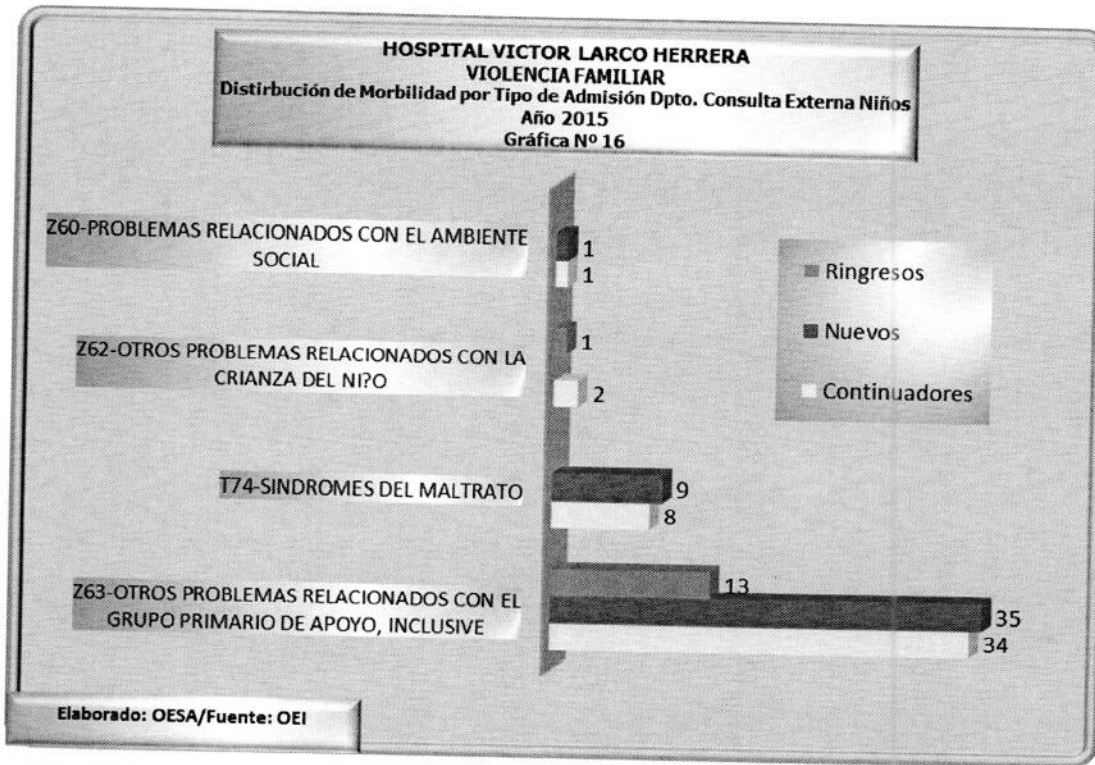 HOSPITAL VICTOR LARCO HERRERA
VIOLENCIA FAMILIAR
Distirbución de Morbilidad por Tipo de Admisión Dpto. Consulta Externa Niños
Año 2015
Gráfica Nº 16
Z60-PROBLEMAS RELACIONADOS CON EL AMBIENTE
SOCIAL
1
1
Z62-OTROS PROBLEMAS RELACIONADOS CON LA
CRIANZA DEL NI?O
1
2
T74-SINDROMES DEL MALTRATO
9
8
Z63-OTROS PROBLEMAS RELACIONADOS CON EL
GRUPO PRIMARIO DE APOYO, INCLUSIVE
13
35
34
Ringresos
Nuevos
Continuadores
Elaborado: OESA/Fuente: OEI